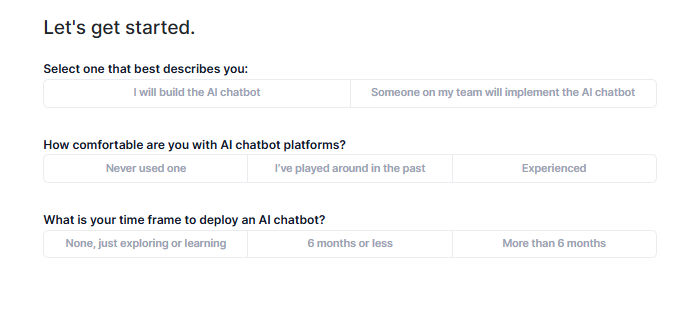 Let's get started.
Select one that best describes you:
I will build the AI chatbot
Someone on my team will implement the AI chatbot
How comfortable are you with AI chatbot platforms?
Never used one
I've played around in the past
Experienced
What is your time frame to deploy an AI chatbot?
None, just exploring or learning
6 months or less
More than 6 months